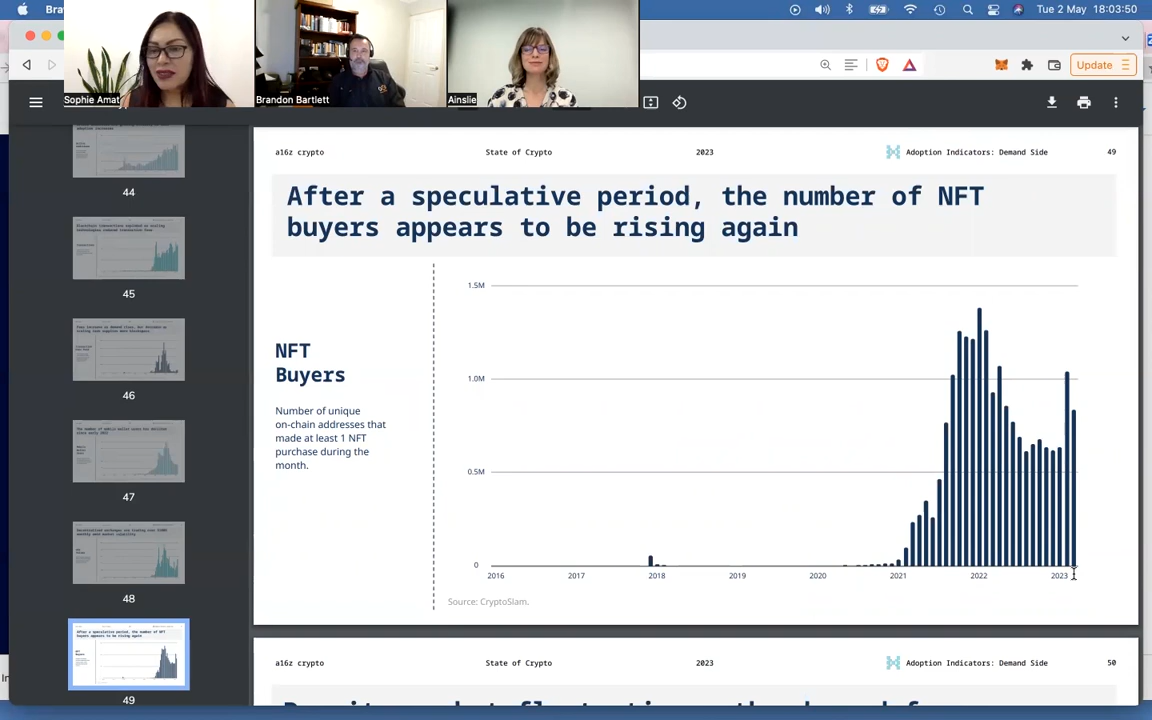 Brav
Tue 2 May 18:03:50
Sophie Amat
Brandon Bartlett
Ainslie
Update
44
45
46
47
48
49
a16z crypto
State of Crypto
2023
Adoption Indicators: Demand Side
49
After a speculative period, the number of NFT
buyers appears to be rising again
NFT
Buyers
Number of unique
on-chain addresses that
made at least 1 NFT
purchase during the
month.
1.5M
1.0M
0.5M
0
2016
2017
2018
2019
2020
2021
2022
2023
Source: CryptoSlam.
a16z crypto
State of Crypto
2023
Adoption Indicators: Demand Side
50